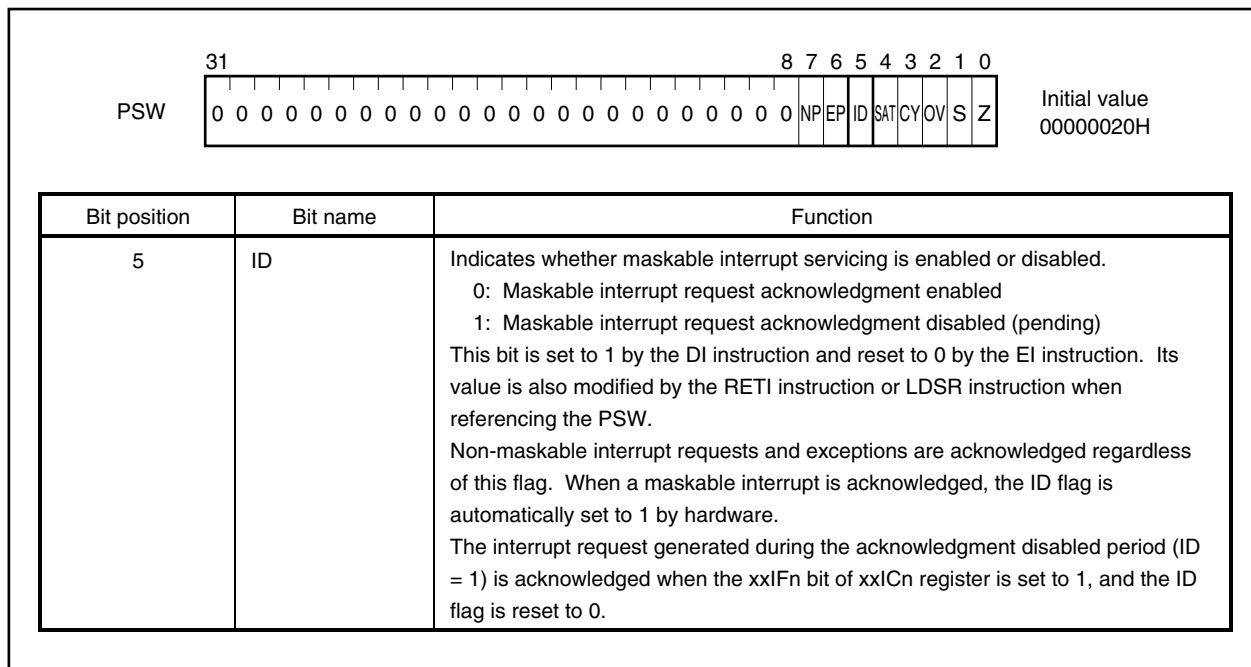 31 8 7 6 5 4 3 2 1 0
PSW 0 0 0 0 0 0 0 0 0 0 0 0 0 0 0 0 0 0 0 0 0 0 0 0 NP EP ID SAT CY OV S Z Initial value
00000020H
Bit position Bit name Function
5 ID Indicates whether maskable interrupt servicing is enabled or disabled.
0: Maskable interrupt request acknowledgment enabled
1: Maskable interrupt request acknowledgment disabled (pending)
This bit is set to 1 by the DI instruction and reset to 0 by the EI instruction. Its
value is also modified by the RETI instruction or LDSR instruction when
referencing the PSW.
Non-maskable interrupt requests and exceptions are acknowledged regardless
of this flag. When a maskable interrupt is acknowledged, the ID flag is
automatically set to 1 by hardware.
The interrupt request generated during the acknowledgment disabled period (ID
= 1) is acknowledged when the xxIFn bit of xxICn register is set to 1, and the ID
flag is reset to 0.